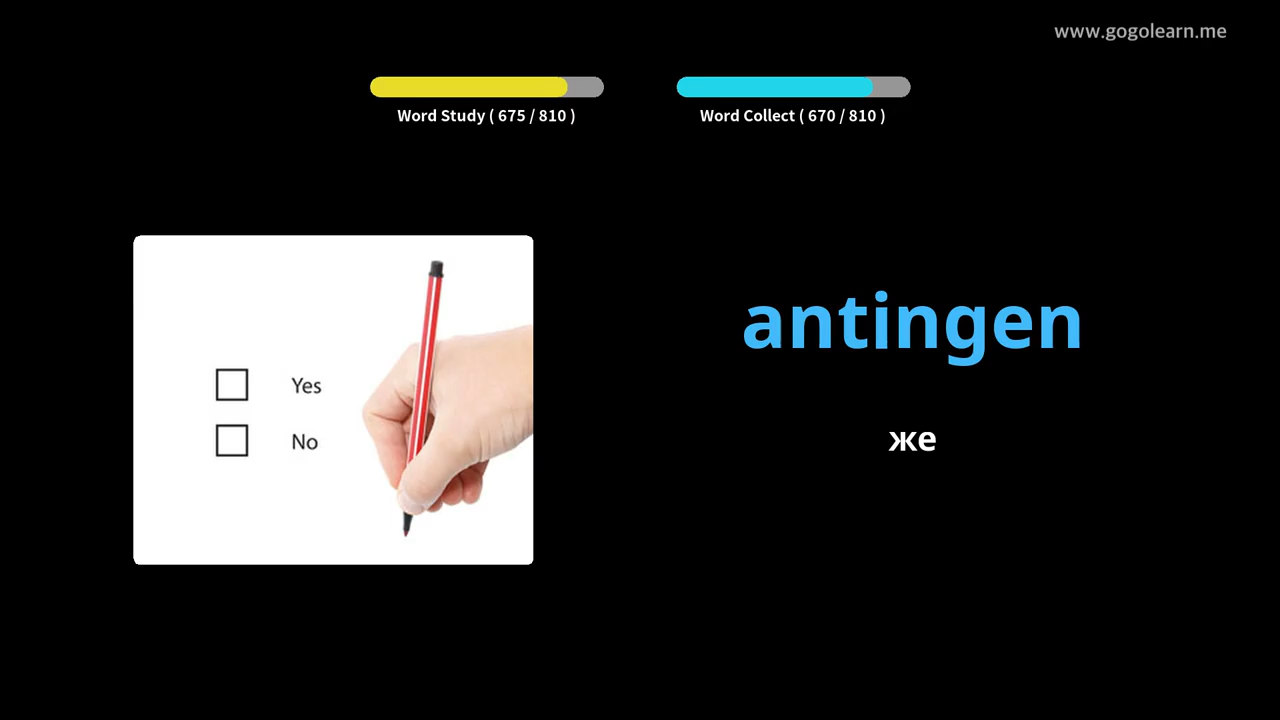 www.gogolearn.me
Word Study ( 675 / 810 )
Word Collect ( 670 / 810 )
Yes
No
antingen
же